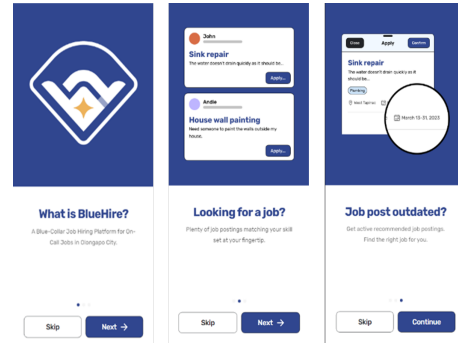 What is BlueHire?
A Blue-Collar Job Hiring Platform for On-
Call Jobs in Olongapo City.
Skip
Next →
John
Sink repair
The water doesn't drain quickly as it should be...
Apply...
Andie
House wall painting
Need someone to paint the walls outside my
house.
Apply...
Looking for a job?
Plenty of job postings matching your skill
set at your fingertip.
Skip
Next →
Close
Apply
Confirm
Sink repair
The water doesn't drain quickly as it
should be...
Plumbing
West Tapinac
March 13-31, 2023
Job post outdated?
Get active recommended job postings.
Find the right job for you.
Skip
Continue